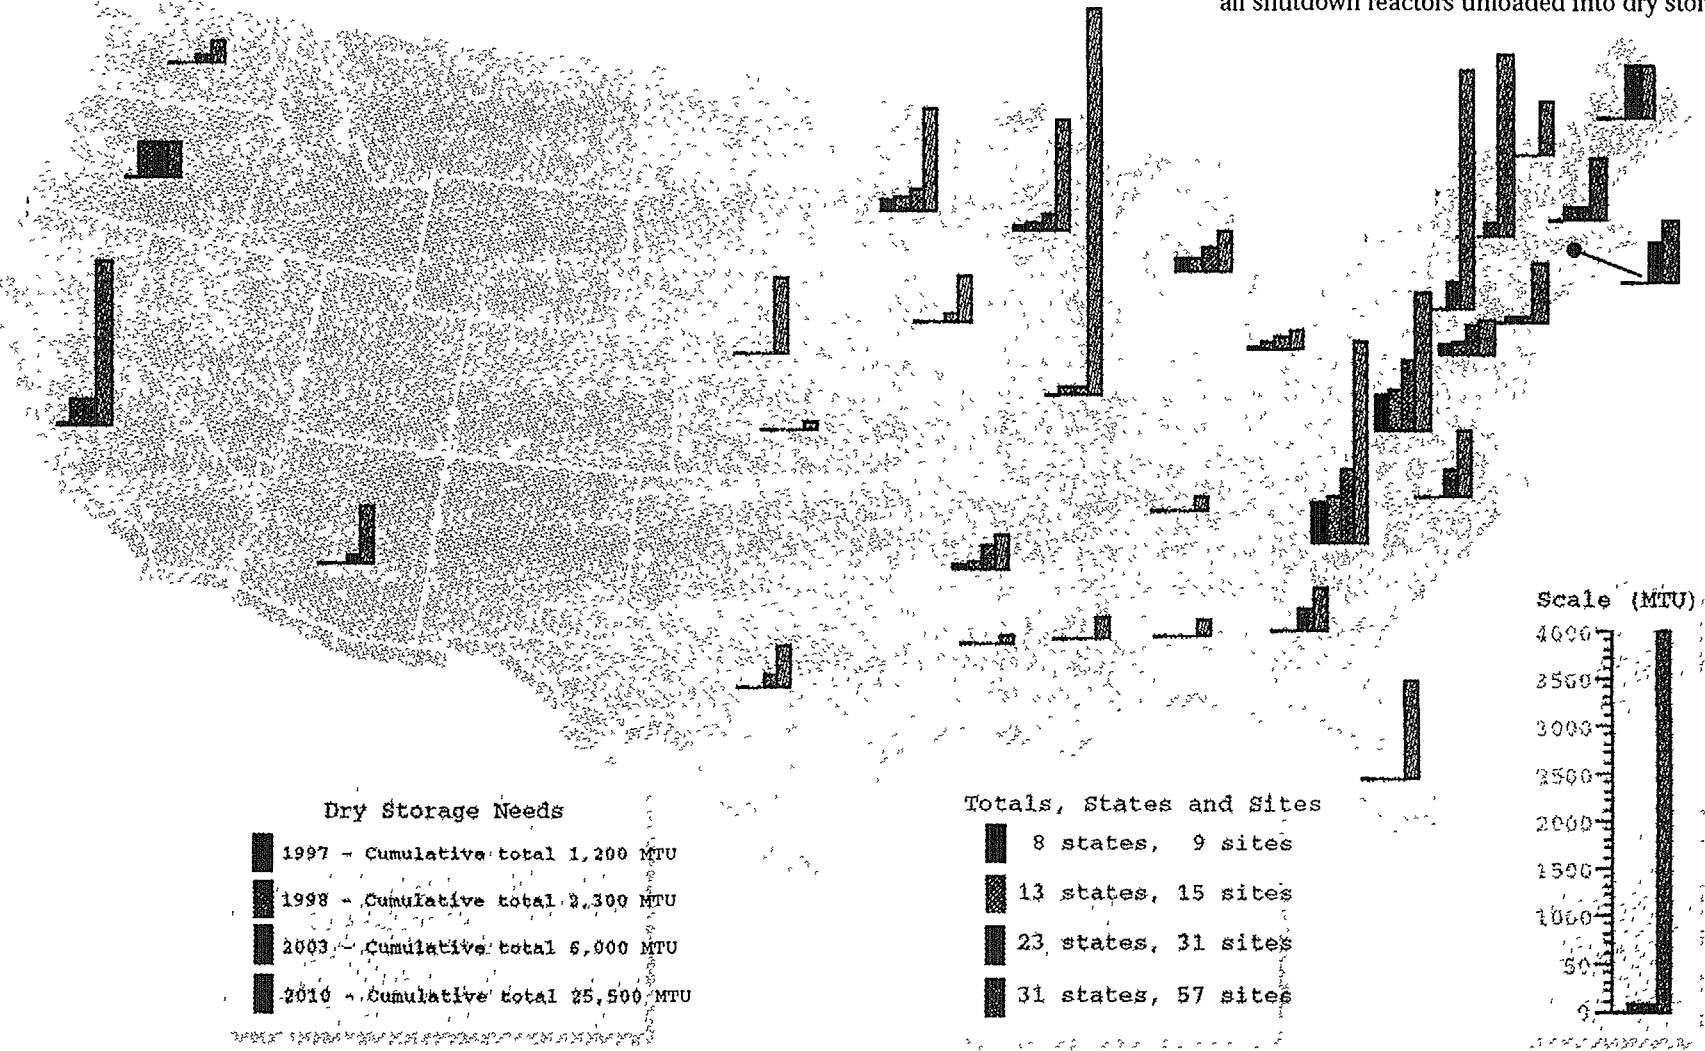 all shutdown reactors unloaded into dry stor
Scale (MTU)
4000
3500
3000
2500
2000
1500
1000
50
0
Dry Storage Needs
1997 - Cumulative total 1,200 MTU
1998 - Cumulative total 2,300 MTU
2003 - Cumulative total 6,000 MTU
2010 - Cumulative total 25,500 MTU
Totals, States and Sites
8 states, 9 sites
13 states, 15 sites
23 states, 31 sites
31 states, 57 sites